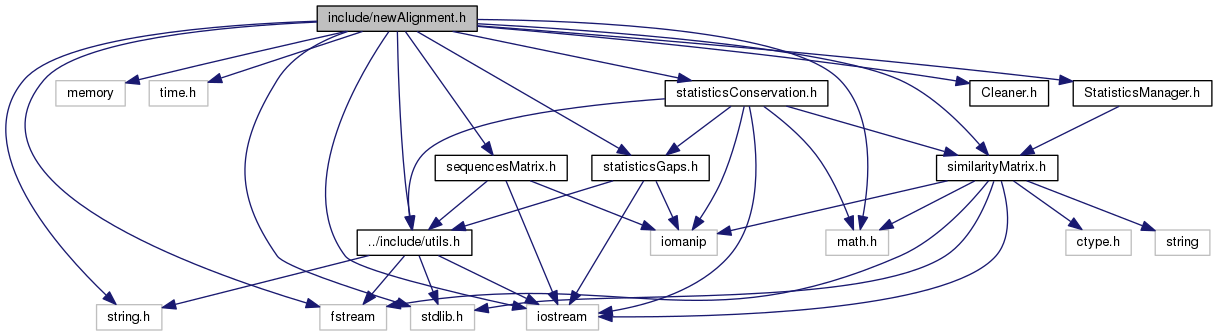 include/newAlignment.h
memory
time.h
statisticsConservation.h
Cleaner.h
StatisticsManager.h
sequencesMatrix.h
statisticsGaps.h
similarityMatrix.h
../include/utils.h
iomanip
math.h
ctype.h
string
string.h
fstream
stdlib.h
iostream